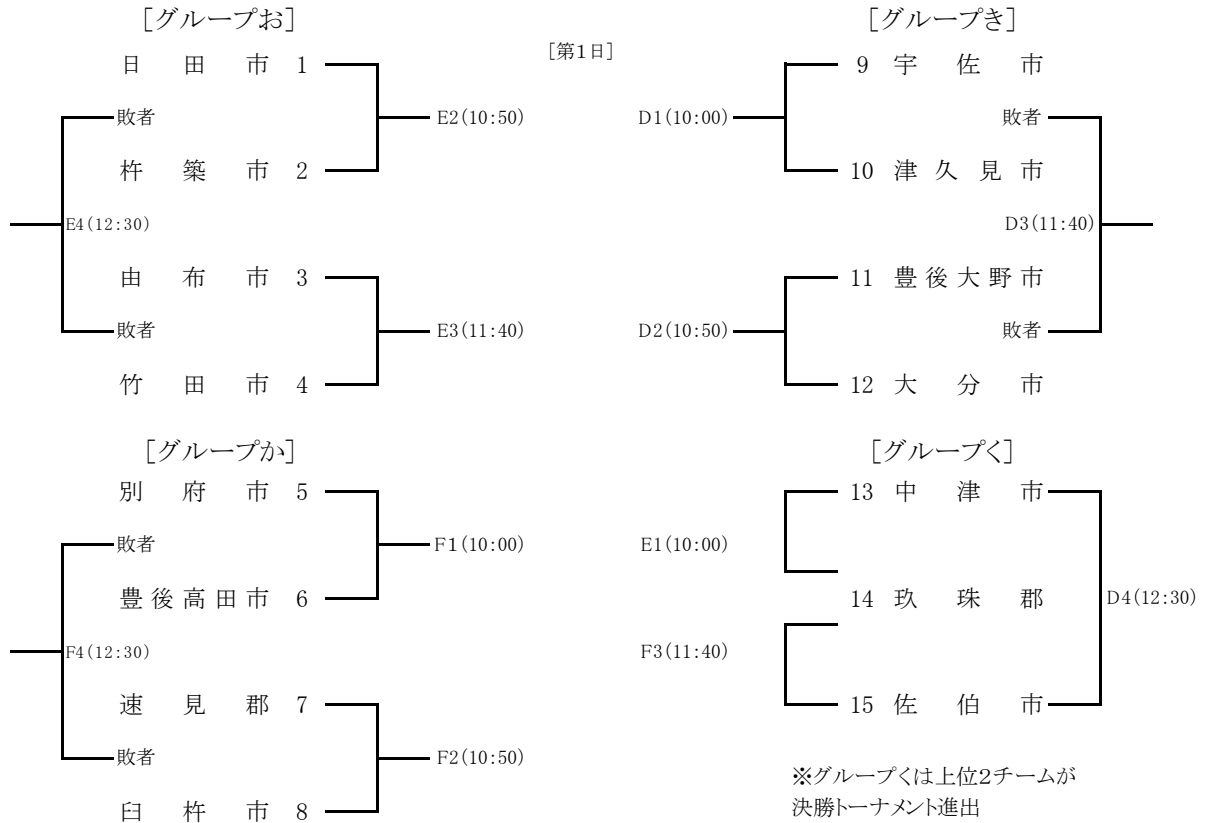 ［グループお］
［第1日］
日田市 1
敗者
E2(10:50)
杵築市 2
E4(12:30)
由布市 3
敗者
E3(11:40)
竹田市 4
［グループき］
9 宇佐市
D1(10:00)
敗者
10 津久見市
D3(11:40)
11 豊後大野市
D2(10:50)
敗者
12 大分市
［グループか］
別府市 5
敗者
F1(10:00)
豊後高田市 6
F4(12:30)
速見郡 7
敗者
F2(10:50)
臼杵市 8
［グループく］
13 中津市
E1(10:00)
14 玖珠郡
D4(12:30)
F3(11:40)
15 佐伯市
※グループくは上位2チームが
決勝トーナメント進出